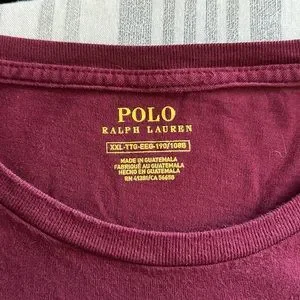 POLO
RALPH LAUREN
XXL-TTG-EEG-190/108B
MADE IN GUATEMALA
FABRIQUÉ AU GUATEMALA
HECHO EN GUATEMALA
RN 41381/CA 56658